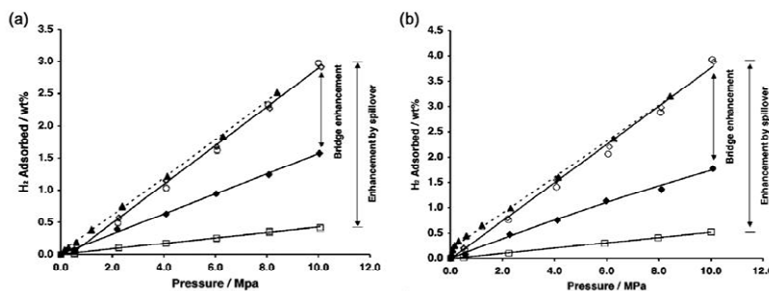 (a)
3.5
3.0
2.5
2.0
1.5
1.0
0.5
0.0
H₂ Adsorbed / wt%
0.0 2.0 4.0 6.0 8.0 10.0 12.0
Pressure / Mpa
Bridge enhancement
Enhancement by spillover
(b)
4.5
4.0
3.5
3.0
2.5
2.0
1.5
1.0
0.5
0.0
H₂ Adsorbed / wt%
0.0 2.0 4.0 6.0 8.0 10.0 12.0
Pressure / MPa
Bridge enhancement
Enhancement by spillover